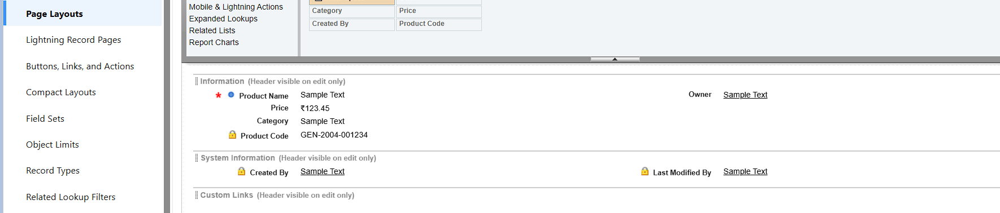 Page Layouts
Lightning Record Pages
Buttons, Links, and Actions
Compact Layouts
Field Sets
Object Limits
Record Types
Related Lookup Filters
Mobile & Lightning Actions
Expanded Lookups
Related Lists
Report Charts
Category Price
Created By Product Code
Information (Header visible on edit only)
* Product Name Sample Text Owner Sample Text
Price ₹123.45
Category Sample Text
Product Code GEN-2004-001234
System Information (Header visible on edit only)
Created By Sample Text Last Modified By Sample Text
Custom Links (Header visible on edit only)